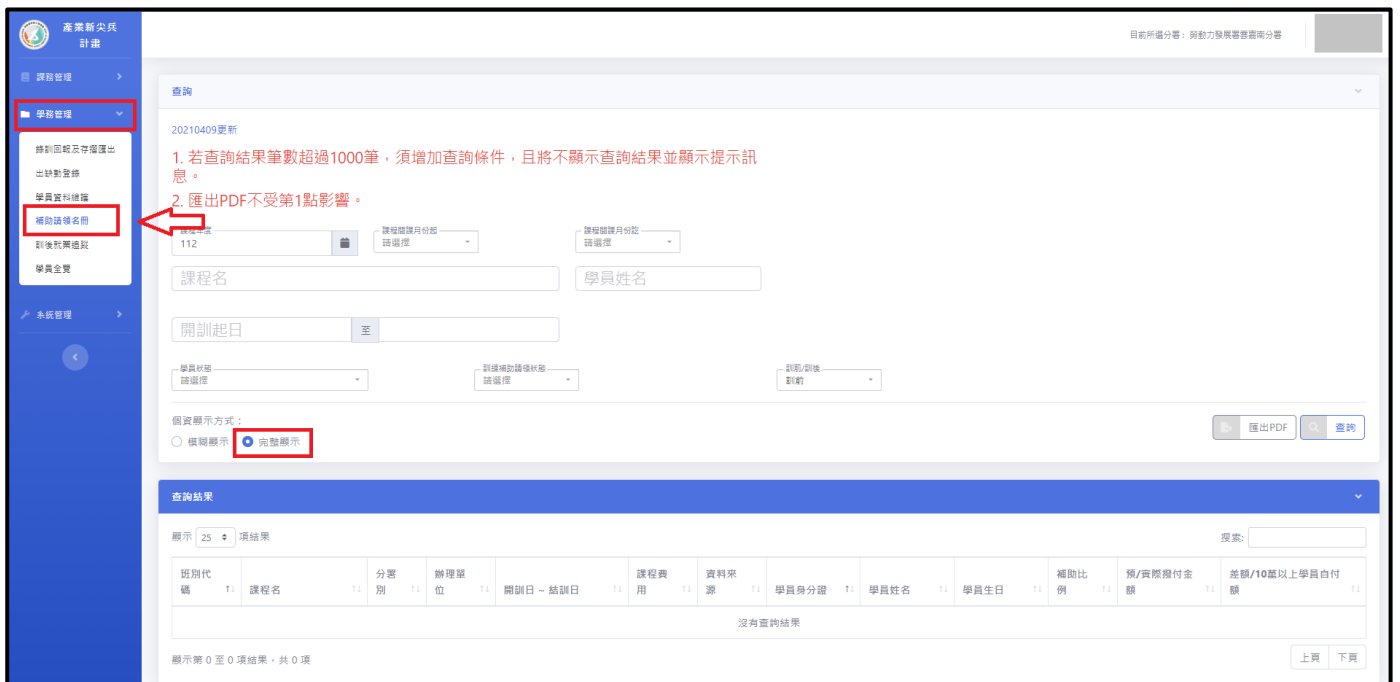 產業新尖兵
計畫
目前所選分署: 勞動力發展署雲嘉南分署
課務管理
學務管理
錄訓回報及存摺匯出
出缺勤登錄
學員資料維護
補助請領名冊
訓後就業追蹤
學員全覽
系統管理
查詢
20210409更新
1. 若查詢結果筆數超過1000筆,須增加查詢條件,且將不顯示查詢結果並顯示提示訊
息。
2. 匯出PDF不受第1點影響。
課程年度
112
課程開課月份起
請選擇
課程開課月份訖
請選擇
課程名
學員姓名
開訓起日
至
學員狀態
請選擇
訓練補助請領狀態
請選擇
訓前/訓後
訓前
個資顯示方式:
模糊顯示
完整顯示
匯出PDF
查詢
查詢結果
顯示 25 項結果
搜索:
班別代
碼
課程名
分署
別
辦理單
位
開訓日 ~ 結訓日
課程費
用
資料來
源
學員身分證
學員姓名
學員生日
補助比
例
預/實際撥付金
額
差額/10萬以上學員自付
額
沒有查詢結果
顯示第 0 至 0 項結果,共 0 項
上頁
下頁